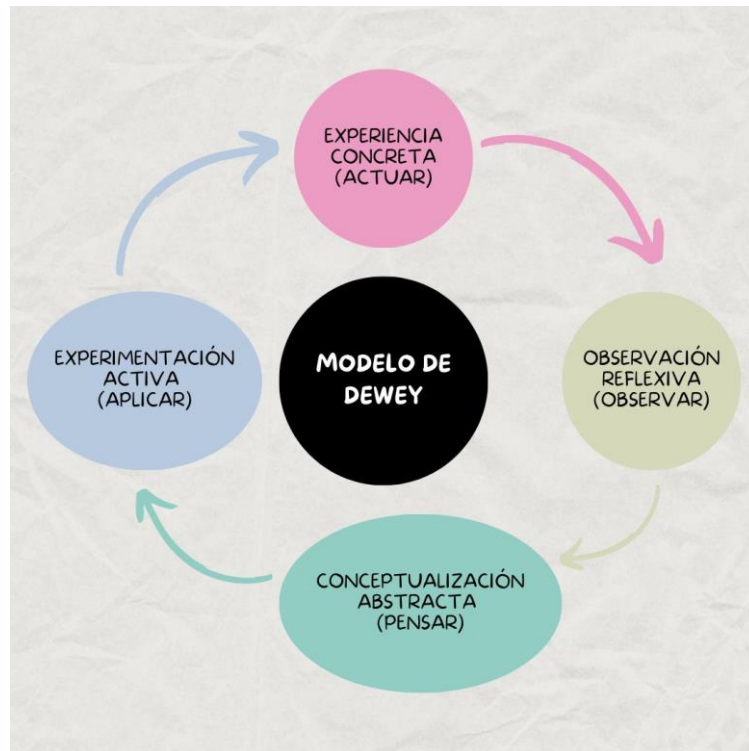 EXPERIENCIA
CONCRETA
(ACTUAR)
EXPERIMENTACIÓN
ACTIVA
(APLICAR)
MODELO DE
DEWEY
OBSERVACIÓN
REFLEXIVA
(OBSERVAR)
CONCEPTUALIZACIÓN
ABSTRACTA
(PENSAR)